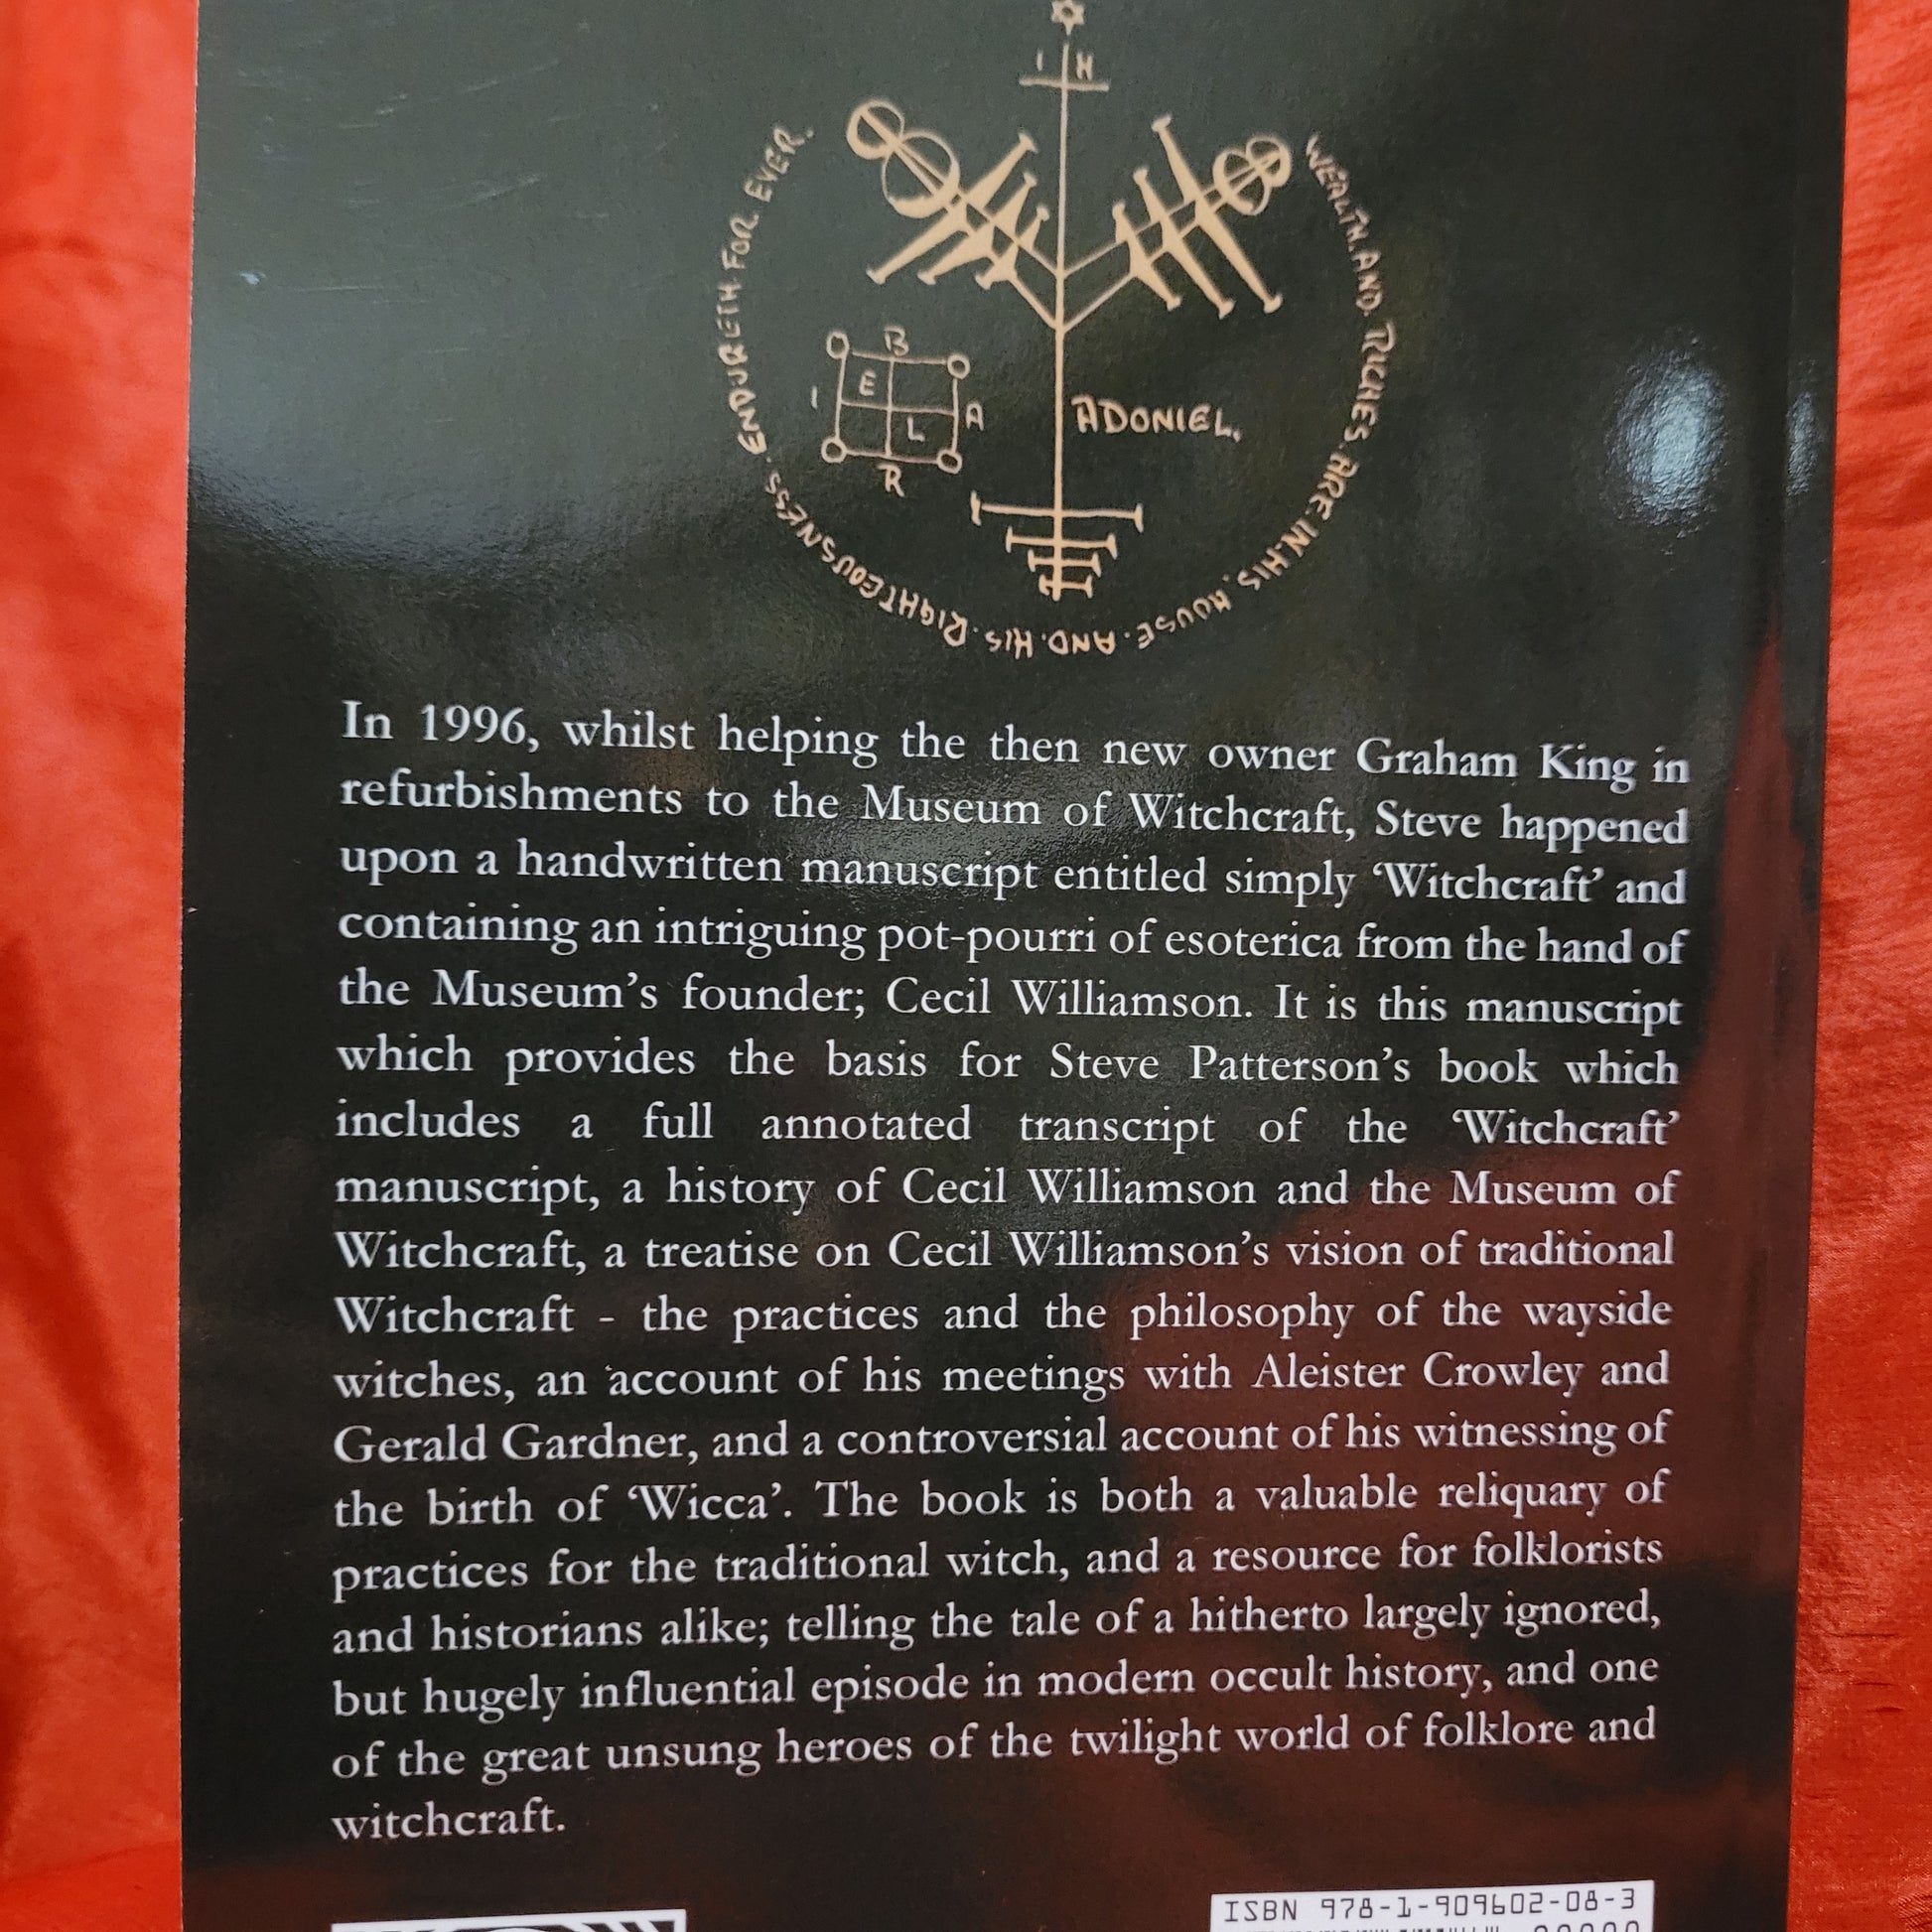 I H
WEALTH. AND. RICHES. ARE. IN. HIS. HOUSE. AND. HIS. RIGHTEOUSNESS. ENDURETH. FOR. EVER.
B
E
I A
L
R
ADONIEL.
In 1996, whilst helping the then new owner Graham King in
refurbishments to the Museum of Witchcraft, Steve happened
upon a handwritten manuscript entitled simply ‘Witchcraft’ and
containing an intriguing pot-pourri of esoterica from the hand of
the Museum’s founder; Cecil Williamson. It is this manuscript
which provides the basis for Steve Patterson’s book which
includes a full annotated transcript of the ‘Witchcraft’
manuscript, a history of Cecil Williamson and the Museum of
Witchcraft, a treatise on Cecil Williamson’s vision of traditional
Witchcraft - the practices and the philosophy of the wayside
witches, an account of his meetings with Aleister Crowley and
Gerald Gardner, and a controversial account of his witnessing of
the birth of ‘Wicca’. The book is both a valuable reliquary of
practices for the traditional witch, and a resource for folklorists
and historians alike; telling the tale of a hitherto largely ignored,
but hugely influential episode in modern occult history, and one
of the great unsung heroes of the twilight world of folklore and
witchcraft.
ISBN 978-1-909602-08-3